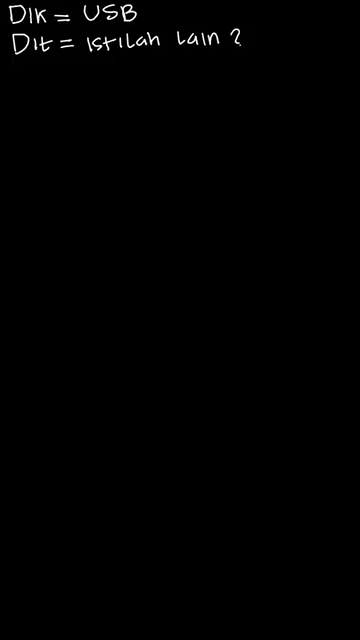 Dik = USB
Dit = istilah lain ?